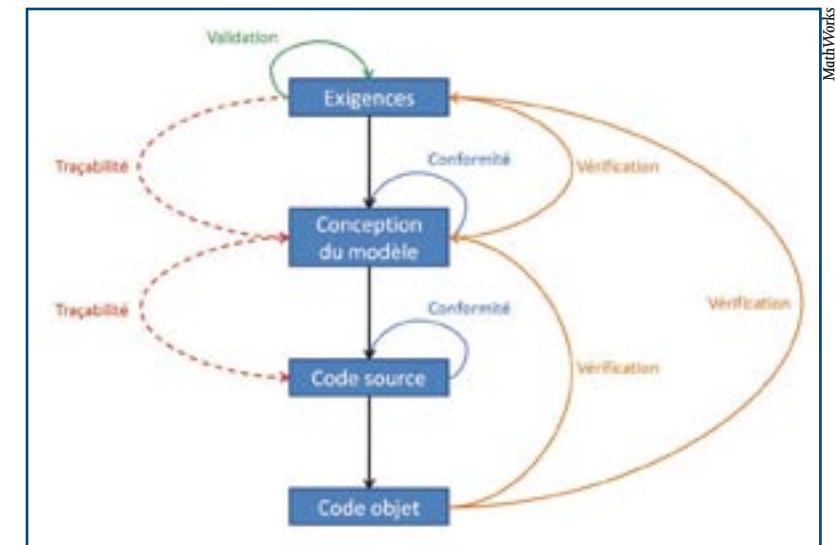 MathWorks
Validation
Exigences
Traçabilité
Conformité
Vérification
Conception
du modèle
Traçabilité
Conformité
Vérification
Code source
Vérification
Code objet